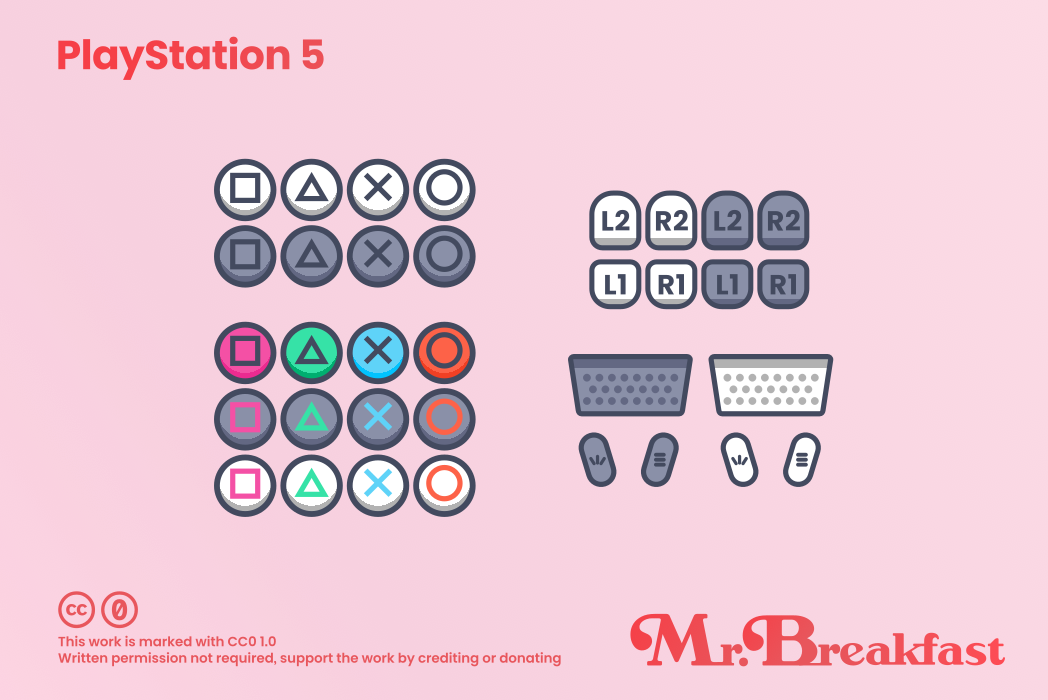 PlayStation 5
L2 R2 L2 R2
L1 R1 L1 R1
CC 0
This work is marked with CC0 1.0
Written permission not required, support the work by crediting or donating
Mr. Breakfast